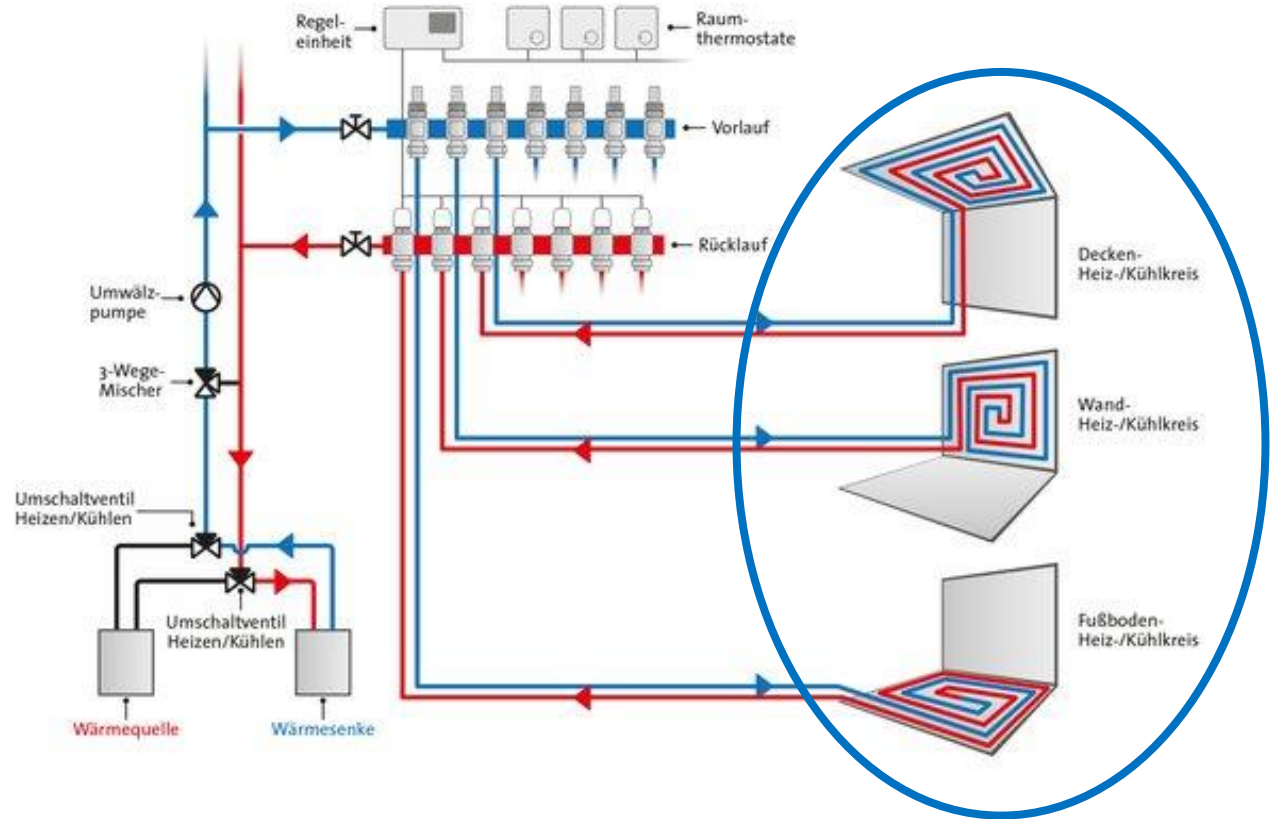 Regel-
einheit
Raum-
thermostate
Vorlauf
Rücklauf
Umwälz-
pumpe
3-Wege-
Mischer
Umschaltventil
Heizen/Kühlen
Umschaltventil
Heizen/Kühlen
Wärmequelle
Wärmesenke
Decken-
Heiz-/Kühlkreis
Wand-
Heiz-/Kühlkreis
Fußboden-
Heiz-/Kühlkreis